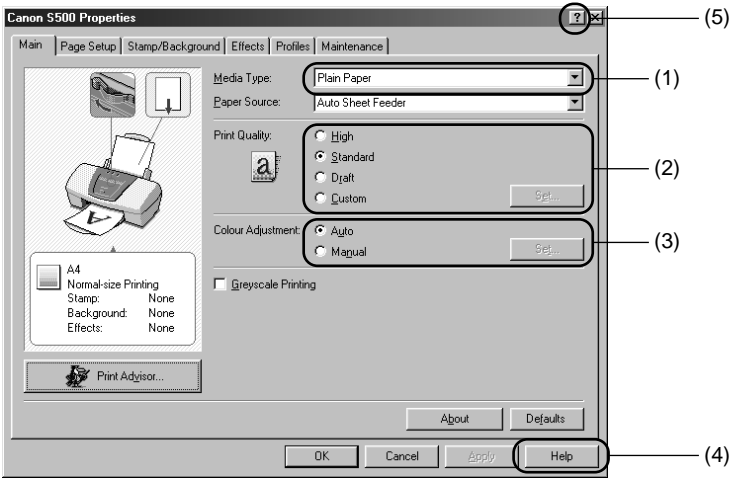 Canon S500 Properties ? (5)
Main Page Setup Stamp/Background Effects Profiles Maintenance
Media Type: Plain Paper (1)
Paper Source: Auto Sheet Feeder
Print Quality: High
Standard
a
Draft (2)
Custom Set...
Colour Adjustment: Auto
Manual Set... (3)
A
A4
Normal-size Printing
Stamp: None
Background: None
Effects: None
Greyscale Printing
Print Advisor...
About Defaults
OK Cancel Apply Help (4)